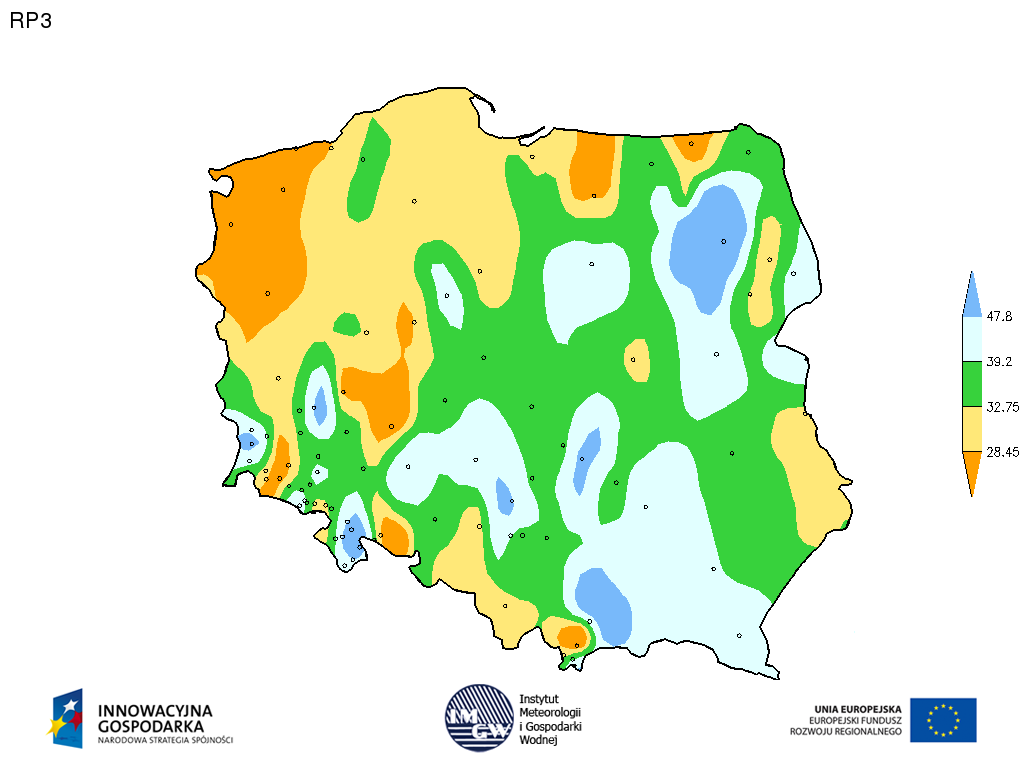 RP3
47.8
39.2
32.75
28.45
INNOWACYJNA
GOSPODARKA
NARODOWA STRATEGIA SPÓJNOŚCI
IMGW
Instytut
Meteorologii
i Gospodarki
Wodnej
UNIA EUROPEJSKA
EUROPEJSKI FUNDUSZ
ROZWOJU REGIONALNEGO